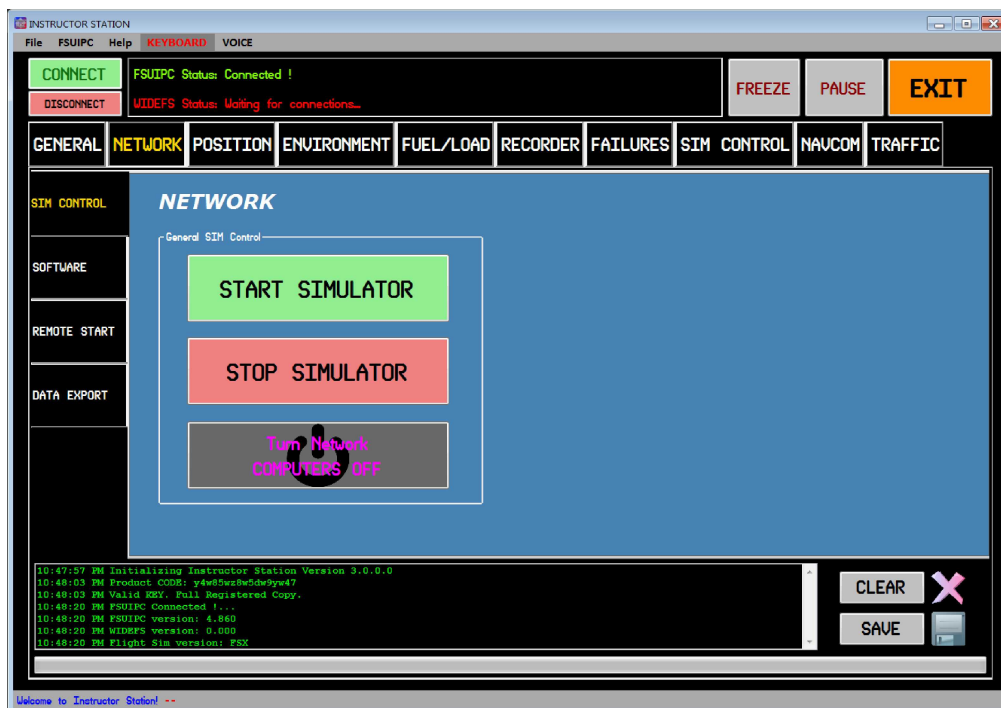 INSTRUCTOR STATION
File FSUIPC Help KEYBOARD VOICE
CONNECT
DISCONNECT
FSUIPC Status: Connected !
WIDEFS Status: Waiting for connections...
FREEZE
PAUSE
EXIT
GENERAL NETWORK POSITION ENVIRONMENT FUEL/LOAD RECORDER FAILURES SIM CONTROL NAVCOM TRAFFIC
SIM CONTROL
SOFTWARE
REMOTE START
DATA EXPORT
NETWORK
General SIM Control
START SIMULATOR
STOP SIMULATOR
Turn Network
COMPUTERS OFF
10:47:57 PM Initializing Instructor Station Version 3.0.0.0
10:48:03 PM Product CODE: y4w85wz8w5dw9yw47
10:48:03 PM Valid KEY. Full Registered Copy.
10:48:20 PM FSUIPC Connected !...
10:48:20 PM FSUIPC version: 4.860
10:48:20 PM WIDEFS version: 0.000
10:48:20 PM Flight Sim version: FSX
CLEAR
SAVE
Welcome to Instructor Station! --